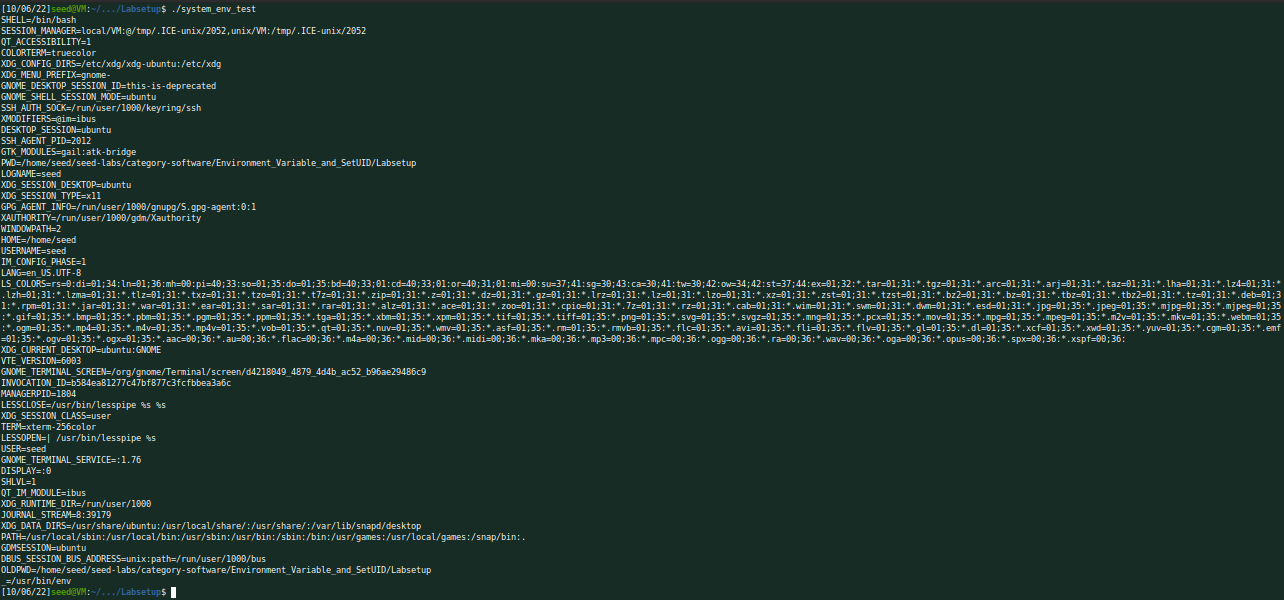 [10/06/22]seed@VM:~/.../Labsetup$ ./system_env_test
SHELL=/bin/bash
SESSION_MANAGER=local/VM:@/tmp/.ICE-unix/2052,unix/VM:/tmp/.ICE-unix/2052
QT_ACCESSIBILITY=1
COLORTERM=truecolor
XDG_CONFIG_DIRS=/etc/xdg/xdg-ubuntu:/etc/xdg
XDG_MENU_PREFIX=gnome-
GNOME_DESKTOP_SESSION_ID=this-is-deprecated
GNOME_SHELL_SESSION_MODE=ubuntu
SSH_AUTH_SOCK=/run/user/1000/keyring/ssh
XMODIFIERS=@im=ibus
DESKTOP_SESSION=ubuntu
SSH_AGENT_PID=2012
GTK_MODULES=gail:atk-bridge
PWD=/home/seed/seed-labs/category-software/Environment_Variable_and_SetUID/Labsetup
LOGNAME=seed
XDG_SESSION_DESKTOP=ubuntu
XDG_SESSION_TYPE=x11
GPG_AGENT_INFO=/run/user/1000/gnupg/S.gpg-agent:0:1
XAUTHORITY=/run/user/1000/gdm/Xauthority
WINDOWPATH=2
HOME=/home/seed
USERNAME=seed
IM_CONFIG_PHASE=1
LANG=en_US.UTF-8
LS_COLORS=rs=0:di=01;34:ln=01;36:mh=00:pi=40;33:so=01;35:do=01;35:bd=40;33;01:cd=40;33;01:or=40;31;01:mi=00:su=37;41:sg=30;43:ca=30;41:tw=30;42:ow=34;42:st=37;44:ex=01;32:*.tar=01;31:*.tgz=01;31:*.arc=01;31:*.arj=01;31:*.taz=01;31:*.lha=01;31:*.lz4=01;31:*
.lzh=01;31:*.lzma=01;31:*.tlz=01;31:*.txz=01;31:*.tzo=01;31:*.t7z=01;31:*.zip=01;31:*.z=01;31:*.dz=01;31:*.gz=01;31:*.lrz=01;31:*.lz=01;31:*.lzo=01;31:*.xz=01;31:*.zst=01;31:*.tzst=01;31:*.bz2=01;31:*.bz=01;31:*.tbz=01;31:*.tbz2=01;31:*.tz=01;31:*.deb=01;3
1:*.rpm=01;31:*.jar=01;31:*.war=01;31:*.ear=01;31:*.sar=01;31:*.rar=01;31:*.alz=01;31:*.ace=01;31:*.zoo=01;31:*.cpio=01;31:*.7z=01;31:*.rz=01;31:*.cab=01;31:*.wim=01;31:*.swm=01;31:*.dwm=01;31:*.esd=01;31:*.jpg=01;35:*.jpeg=01;35:*.mjpg=01;35:*.mjpeg=01;35
:*.gif=01;35:*.bmp=01;35:*.pbm=01;35:*.pgm=01;35:*.ppm=01;35:*.tga=01;35:*.xbm=01;35:*.xpm=01;35:*.tif=01;35:*.tiff=01;35:*.png=01;35:*.svg=01;35:*.svgz=01;35:*.mng=01;35:*.pcx=01;35:*.mov=01;35:*.mpg=01;35:*.mpeg=01;35:*.m2v=01;35:*.mkv=01;35:*.webm=01;35
:*.ogm=01;35:*.mp4=01;35:*.m4v=01;35:*.mp4v=01;35:*.vob=01;35:*.qt=01;35:*.nuv=01;35:*.wmv=01;35:*.asf=01;35:*.rm=01;35:*.rmvb=01;35:*.flc=01;35:*.avi=01;35:*.fli=01;35:*.flv=01;35:*.gl=01;35:*.dl=01;35:*.xcf=01;35:*.xwd=01;35:*.yuv=01;35:*.cgm=01;35:*.emf
=01;35:*.ogv=01;35:*.ogx=01;35:*.aac=00;36:*.au=00;36:*.flac=00;36:*.m4a=00;36:*.mid=00;36:*.midi=00;36:*.mka=00;36:*.mp3=00;36:*.mpc=00;36:*.ogg=00;36:*.ra=00;36:*.wav=00;36:*.oga=00;36:*.opus=00;36:*.spx=00;36:*.xspf=00;36:
XDG_CURRENT_DESKTOP=ubuntu:GNOME
VTE_VERSION=6003
GNOME_TERMINAL_SCREEN=/org/gnome/Terminal/screen/d4218049_4879_4d4b_ac52_b96ae29486c9
INVOCATION_ID=b584ea81277c47bf877c3fcfbbea3a6c
MANAGERPID=1804
LESSCLOSE=/usr/bin/lesspipe %s %s
XDG_SESSION_CLASS=user
TERM=xterm-256color
LESSOPEN=| /usr/bin/lesspipe %s
USER=seed
GNOME_TERMINAL_SERVICE=:1.76
DISPLAY=:0
SHLVL=1
QT_IM_MODULE=ibus
XDG_RUNTIME_DIR=/run/user/1000
JOURNAL_STREAM=8:39179
XDG_DATA_DIRS=/usr/share/ubuntu:/usr/local/share/:/usr/share/:/var/lib/snapd/desktop
PATH=/usr/local/sbin:/usr/local/bin:/usr/sbin:/usr/bin:/sbin:/bin:/usr/games:/usr/local/games:/snap/bin:.
GDMSESSION=ubuntu
DBUS_SESSION_BUS_ADDRESS=unix:path=/run/user/1000/bus
OLDPWD=/home/seed/seed-labs/category-software/Environment_Variable_and_SetUID/Labsetup
_=/usr/bin/env
[10/06/22]seed@VM:~/.../Labsetup$